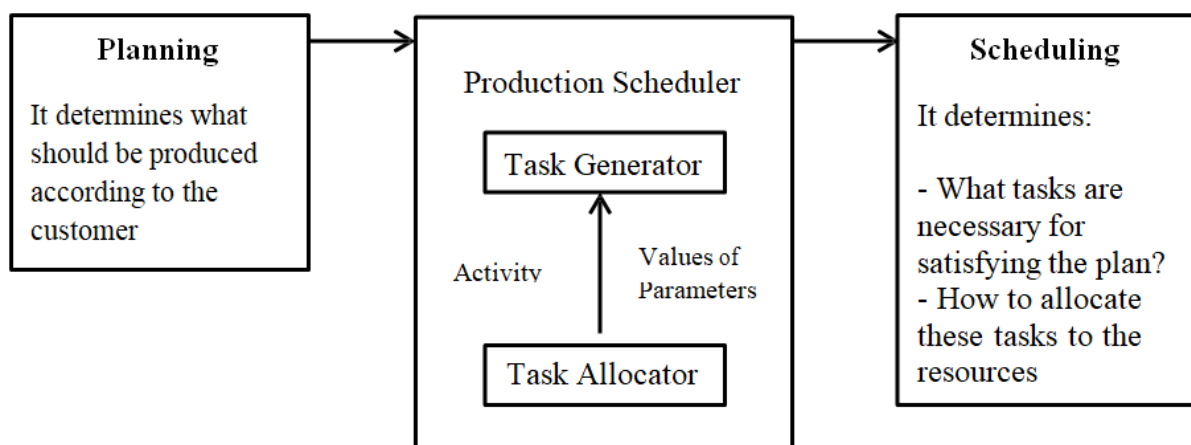 Planning
It determines what
should be produced
according to the
customer
Production Scheduler
Task Generator
Activity
Values of
Parameters
Task Allocator
Scheduling
It determines:
- What tasks are
necessary for
satisfying the plan?
- How to allocate
these tasks to the
resources